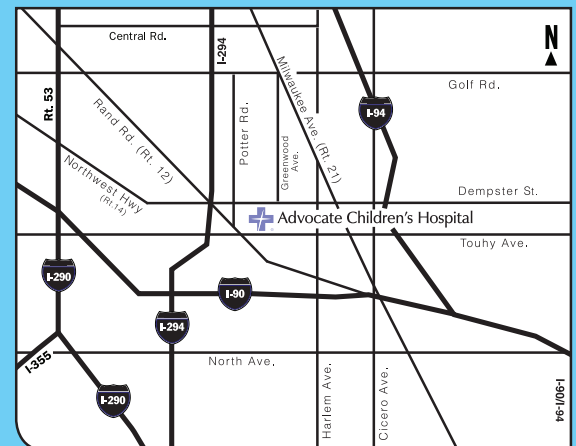 Central Rd.
I-294
N
Rt. 53
Golf Rd.
Rand Rd. (Rt. 12)
Potter Rd.
Greenwood
Ave.
Milwaukee Ave. (Rt. 21)
I-94
Northwest Hwy
(Rt.14)
Dempster St.
Advocate Children's Hospital
Touhy Ave.
I-290
I-90
I-294
I-355
North Ave.
I-290
Harlem Ave.
Cicero Ave.
I-90/I-94